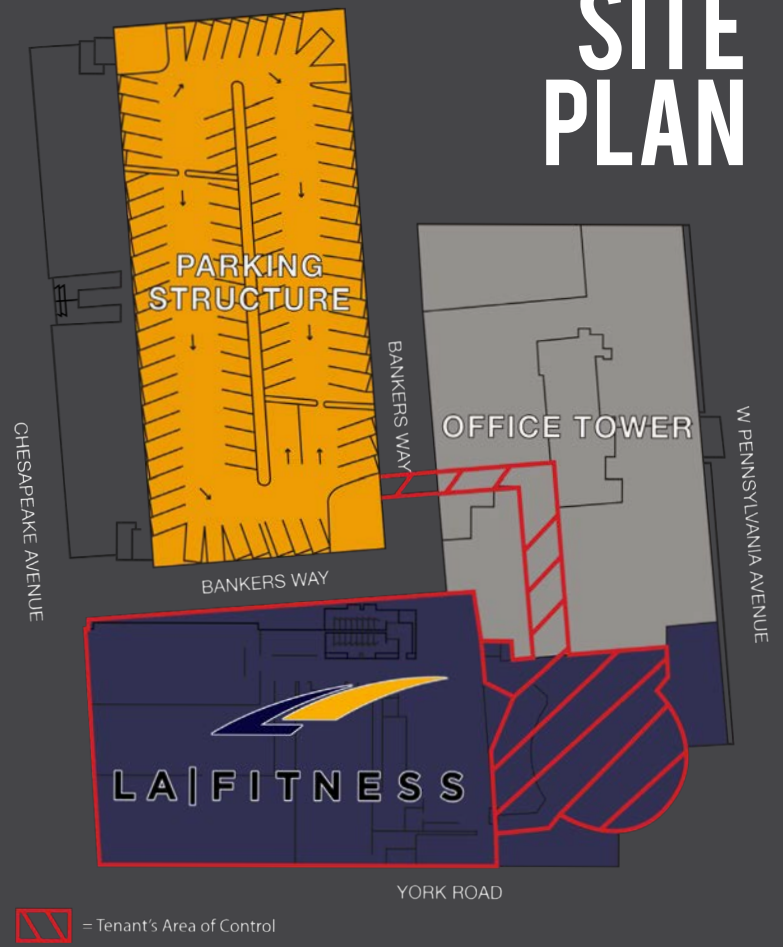 SITE
PLAN
PARKING
STRUCTURE
BANKERS WAY
OFFICE TOWER
CHESAPEAKE AVENUE
W PENNSYLVANIA AVENUE
BANKERS WAY
LA|FITNESS
YORK ROAD
= Tenant's Area of Control